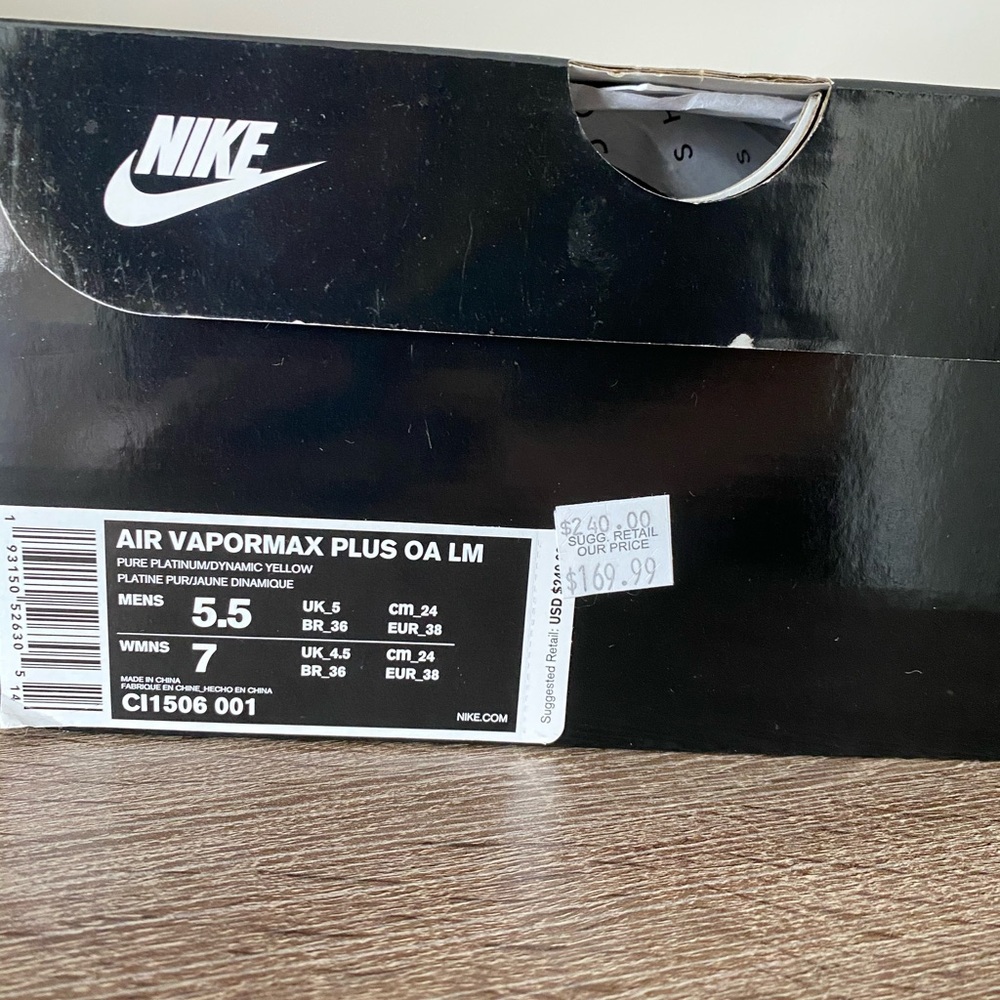 NIKE
S H
S
$240.00
SUGG. RETAIL
OUR PRICE
$169.99
AIR VAPORMAX PLUS OA LM
PURE PLATINUM/DYNAMIC YELLOW
PLATINE PUR/JAUNE DINAMIQUE
MENS 5.5 UK_5 cm_24
BR_36 EUR_38
WMNS 7 UK_4.5 cm_24
BR_36 EUR_38
MADE IN CHINA
FABRIQUE EN CHINE_HECHO EN CHINA
CI1506 001
NIKE.COM
1 93150 52630 5 14
Suggested Retail: USD